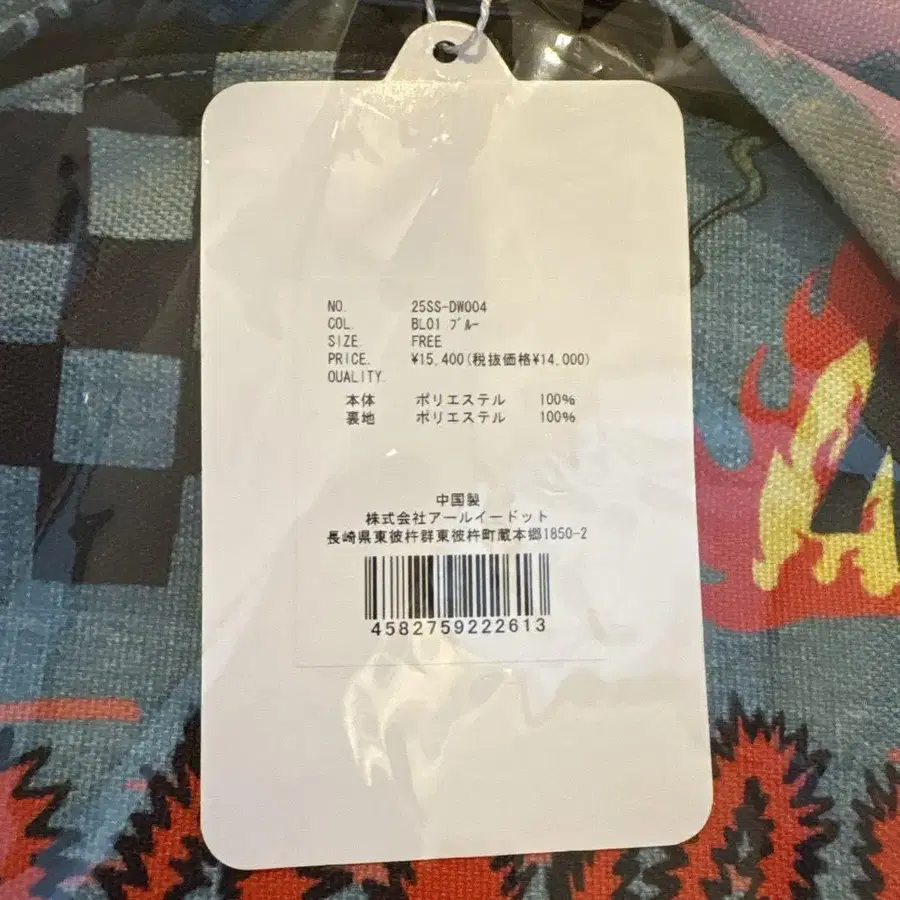 NO. 25SS-DW004
COL. BL01 ブルー
SIZE. FREE
PRICE. ¥15,400(税抜価格¥14,000)
QUALITY.
本体 ポリエステル 100%
裏地 ポリエステル 100%
中国製
株式会社アールイードット
長崎県東彼杵群東彼杵町蔵本郷1850-2
4582759222613